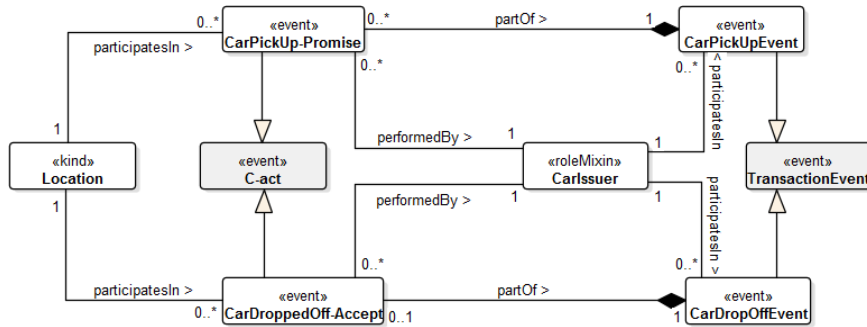 0..*
«event»
CarPickUp-Promise
0..*
partOf >
1
«event»
CarPickUpEvent
participatesIn >
0..*
0..*
< participatesIn
1
performedBy >
1
1
«kind»
Location
«event»
C-act
«roleMixin»
CarIssuer
«event»
TransactionEvent
1
performedBy >
1
1
participatesIn >
0..*
0..*
participatesIn >
0..*
«event»
CarDroppedOff-Accept
0..1
partOf >
1
«event»
CarDropOffEvent